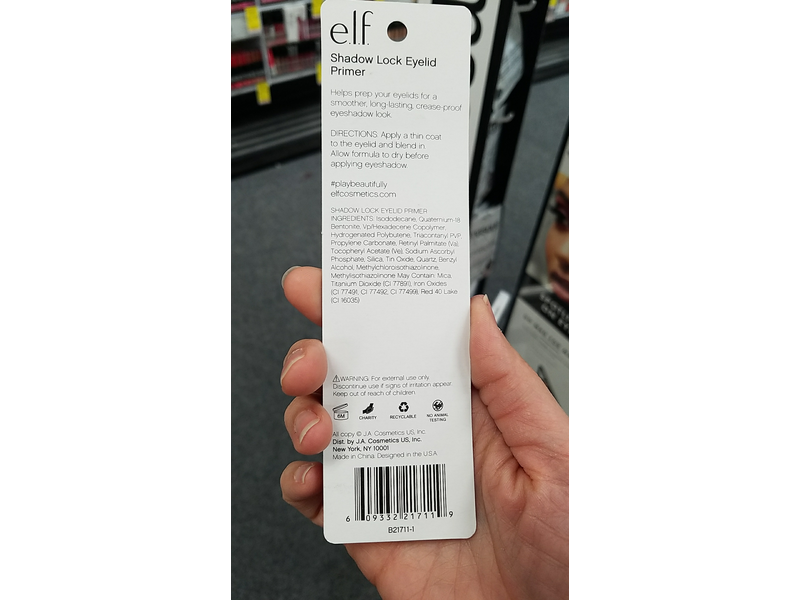 e.l.f.
Shadow Lock Eyelid
Primer
Helps prep your eyelids for a
smoother, long-lasting, crease-proof
eyeshadow look.
DIRECTIONS: Apply a thin coat
to the eyelid and blend in.
Allow formula to dry before
applying eyeshadow.
#playbeautifully
elfcosmetics.com
SHADOW LOCK EYELID PRIMER
INGREDIENTS: Isododecane, Quaternium-18
Bentonite, Vp/Hexadecene Copolymer,
Hydrogenated Polybutene, Triacontanyl PVP,
Propylene Carbonate, Retinyl Palmitate (Va),
Tocopheryl Acetate (Ve), Sodium Ascorbyl
Phosphate, Silica, Tin Oxide, Quartz, Benzyl
Alcohol, Methylchloroisothiazolinone,
Methylisothiazolinone May Contain: Mica,
Titanium Dioxide (CI 77891), Iron Oxides
(CI 77491, CI 77492, CI 77499), Red 40 Lake
(CI 16035)
WARNING: For external use only.
Discontinue use if signs of irritation appear.
Keep out of reach of children.
6M CHARITY RECYCLABLE NO ANIMAL
TESTING
All copy © J.A. Cosmetics US, Inc.
Dist. by J.A. Cosmetics US, Inc.
New York, NY 10001
Made in China. Designed in the U.S.A.
6 09332 21711 9
B21711-1